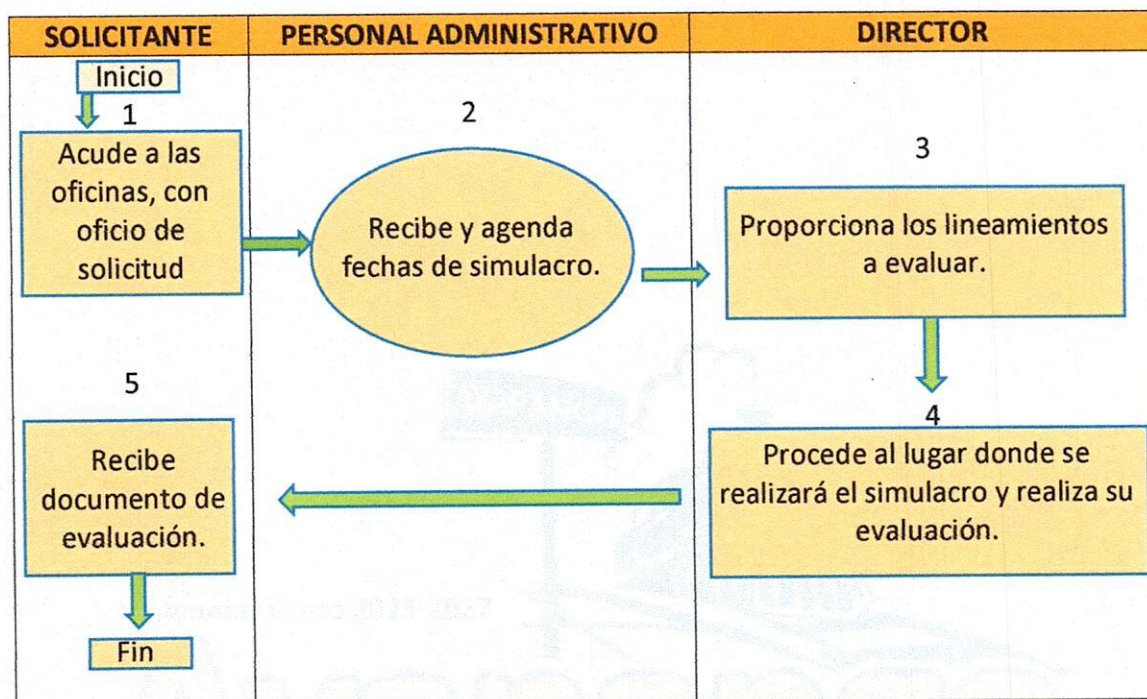 SOLICITANTE
PERSONAL ADMINISTRATIVO
DIRECTOR
Inicio
1
Acude a las
oficinas, con
oficio de
solicitud
2
Recibe y agenda
fechas de simulacro.
3
Proporciona los lineamientos
a evaluar.
4
Procede al lugar donde se
realizará el simulacro y realiza su
evaluación.
5
Recibe
documento de
evaluación.
Fin